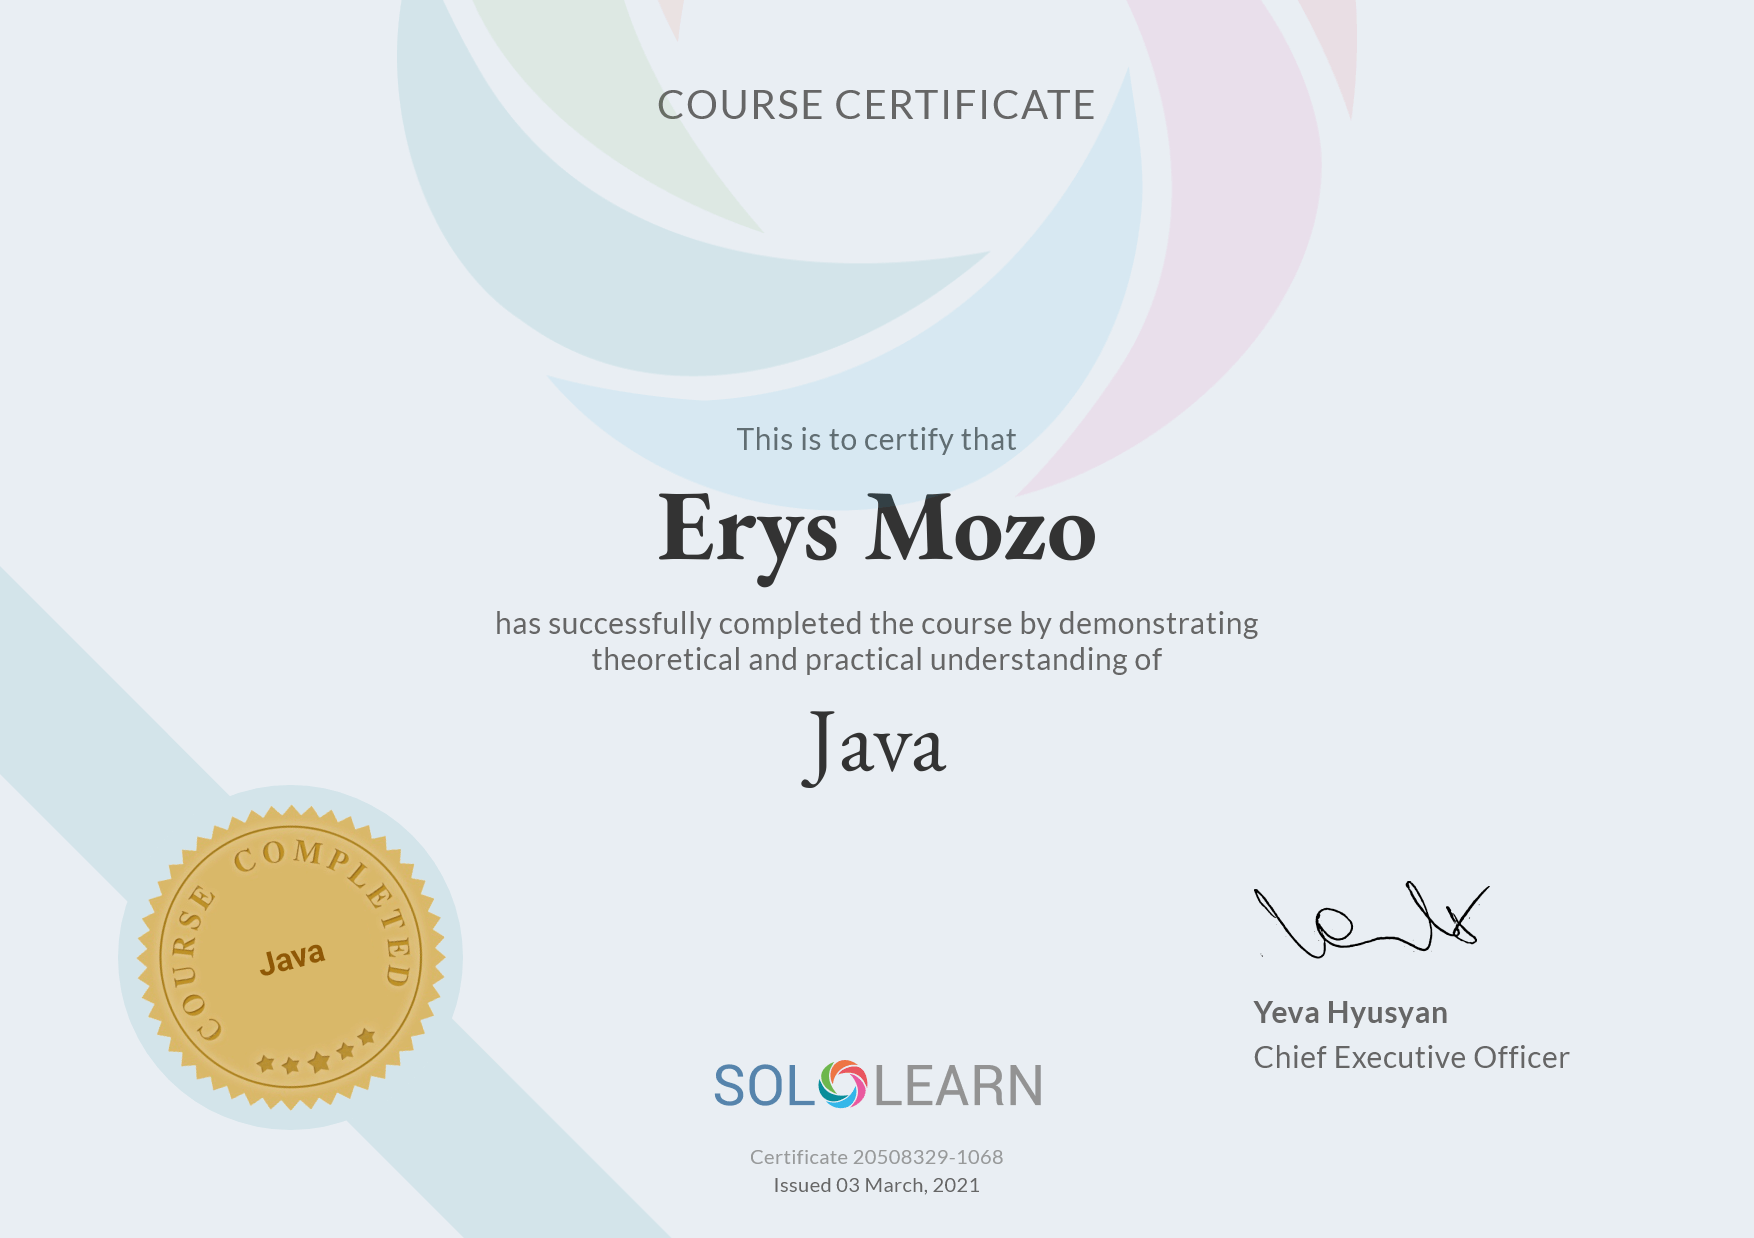 COURSE CERTIFICATE
This is to certify that
Erys Mozo
has successfully completed the course by demonstrating
theoretical and practical understanding of
Java
COURSE COMPLETED
Java
Yeva Hyusyan
Chief Executive Officer
SOLOLEARN
Certificate 20508329-1068
Issued 03 March, 2021